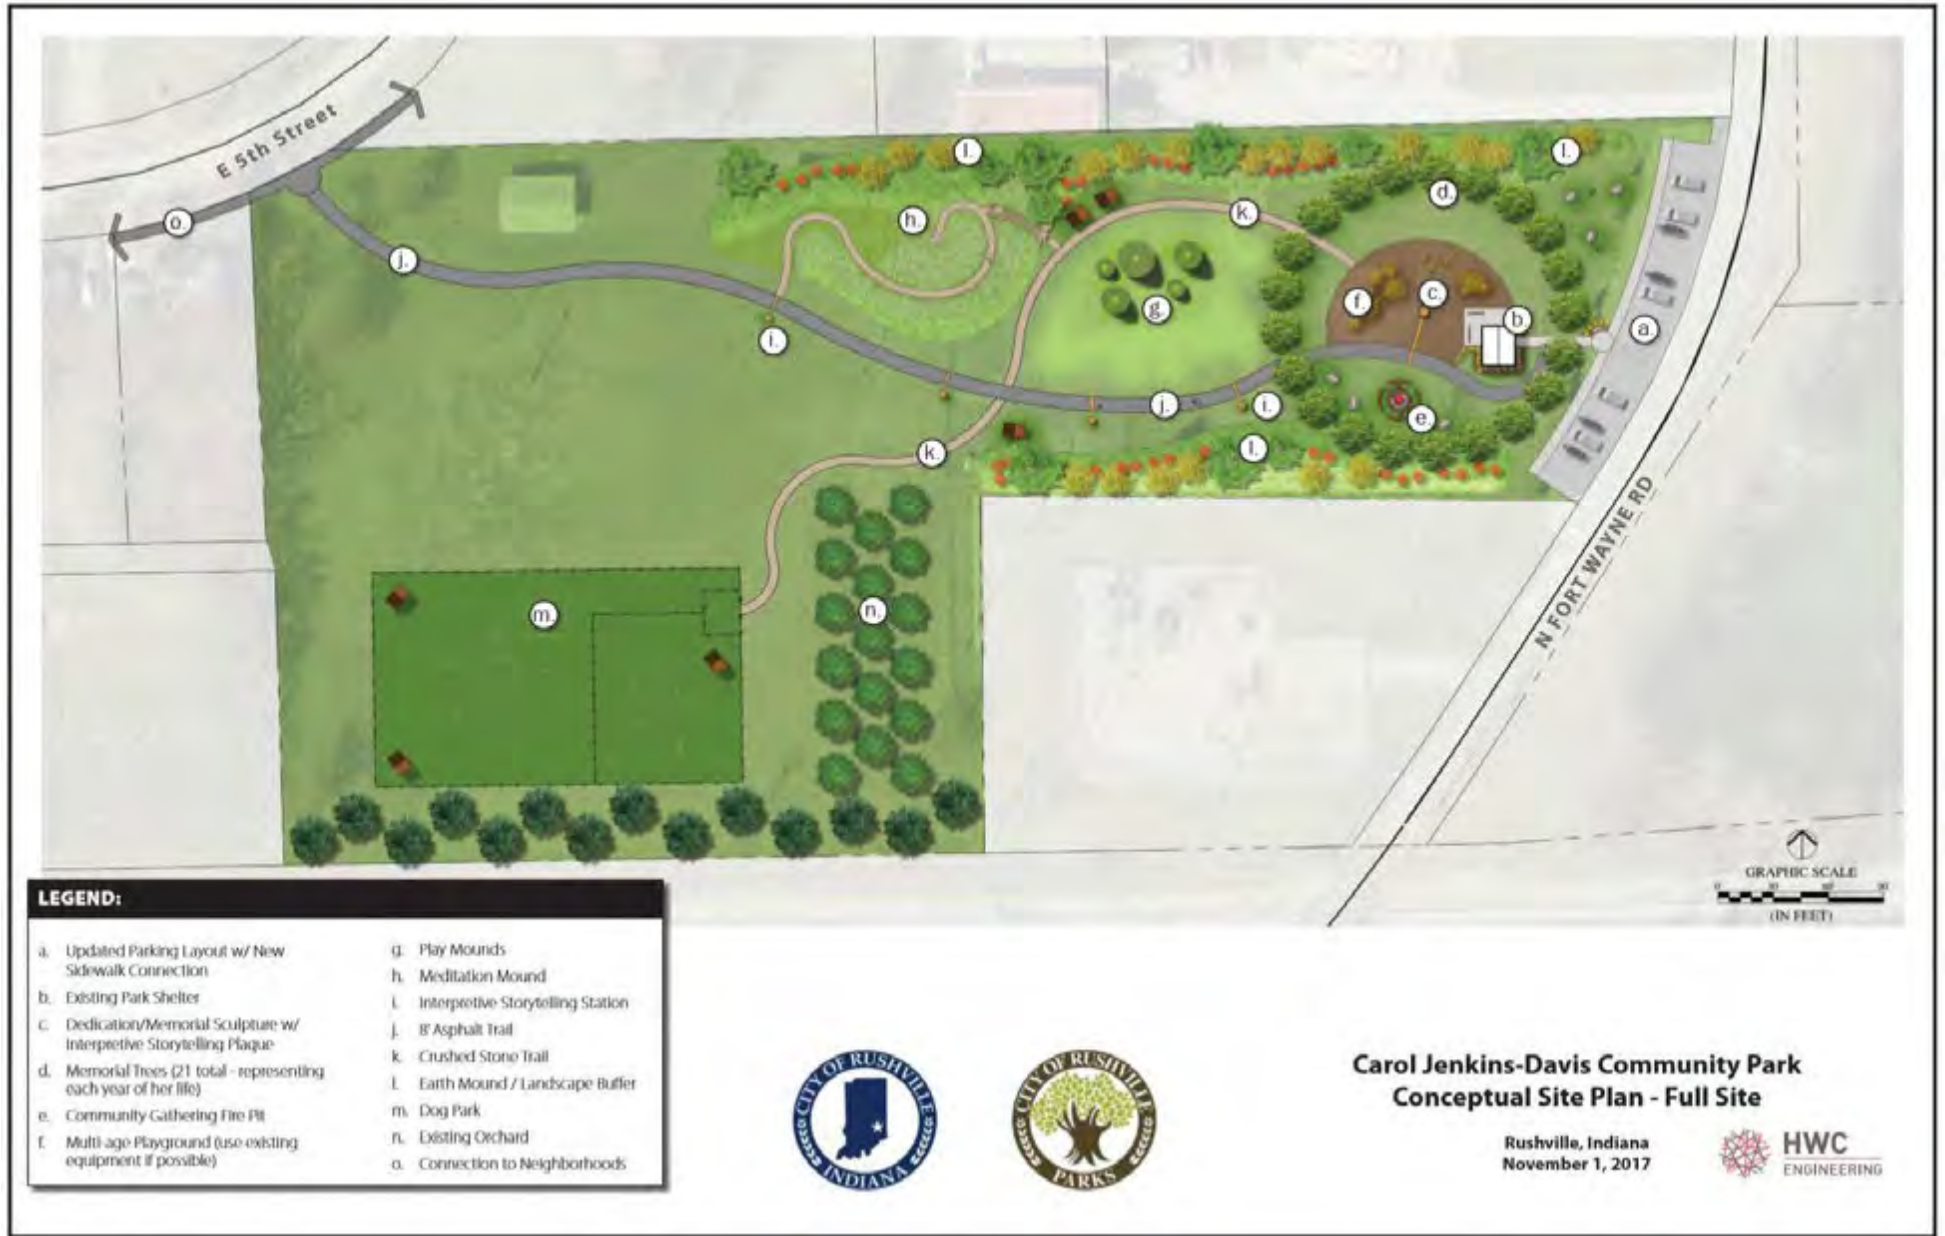 E 5th Street
l.
l.
d.
o.
h.
k.
j.
f.
c.
g.
b.
a.
i.
j.
i.
e.
k.
l.
N FORT WAYNE RD
m.
n.
GRAPHIC SCALE
0 30 60 90
(IN FEET)
LEGEND:
a. Updated Parking Layout w/ New
Sidewalk Connection
b. Existing Park Shelter
c. Dedication/Memorial Sculpture w/
Interpretive Storytelling Plaque
d. Memorial Trees (21 total - representing
each year of her life)
e. Community Gathering Fire Pit
f. Multi-age Playground (use existing
equipment if possible)
g. Play Mounds
h. Meditation Mound
i. Interpretive Storytelling Station
j. 8' Asphalt Trail
k. Crushed Stone Trail
l. Earth Mound / Landscape Buffer
m. Dog Park
n. Existing Orchard
o. Connection to Neighborhoods
CITY OF RUSHVILLE
INDIANA
CITY OF RUSHVILLE
PARKS
Carol Jenkins-Davis Community Park
Conceptual Site Plan - Full Site
Rushville, Indiana
November 1, 2017
HWC
ENGINEERING